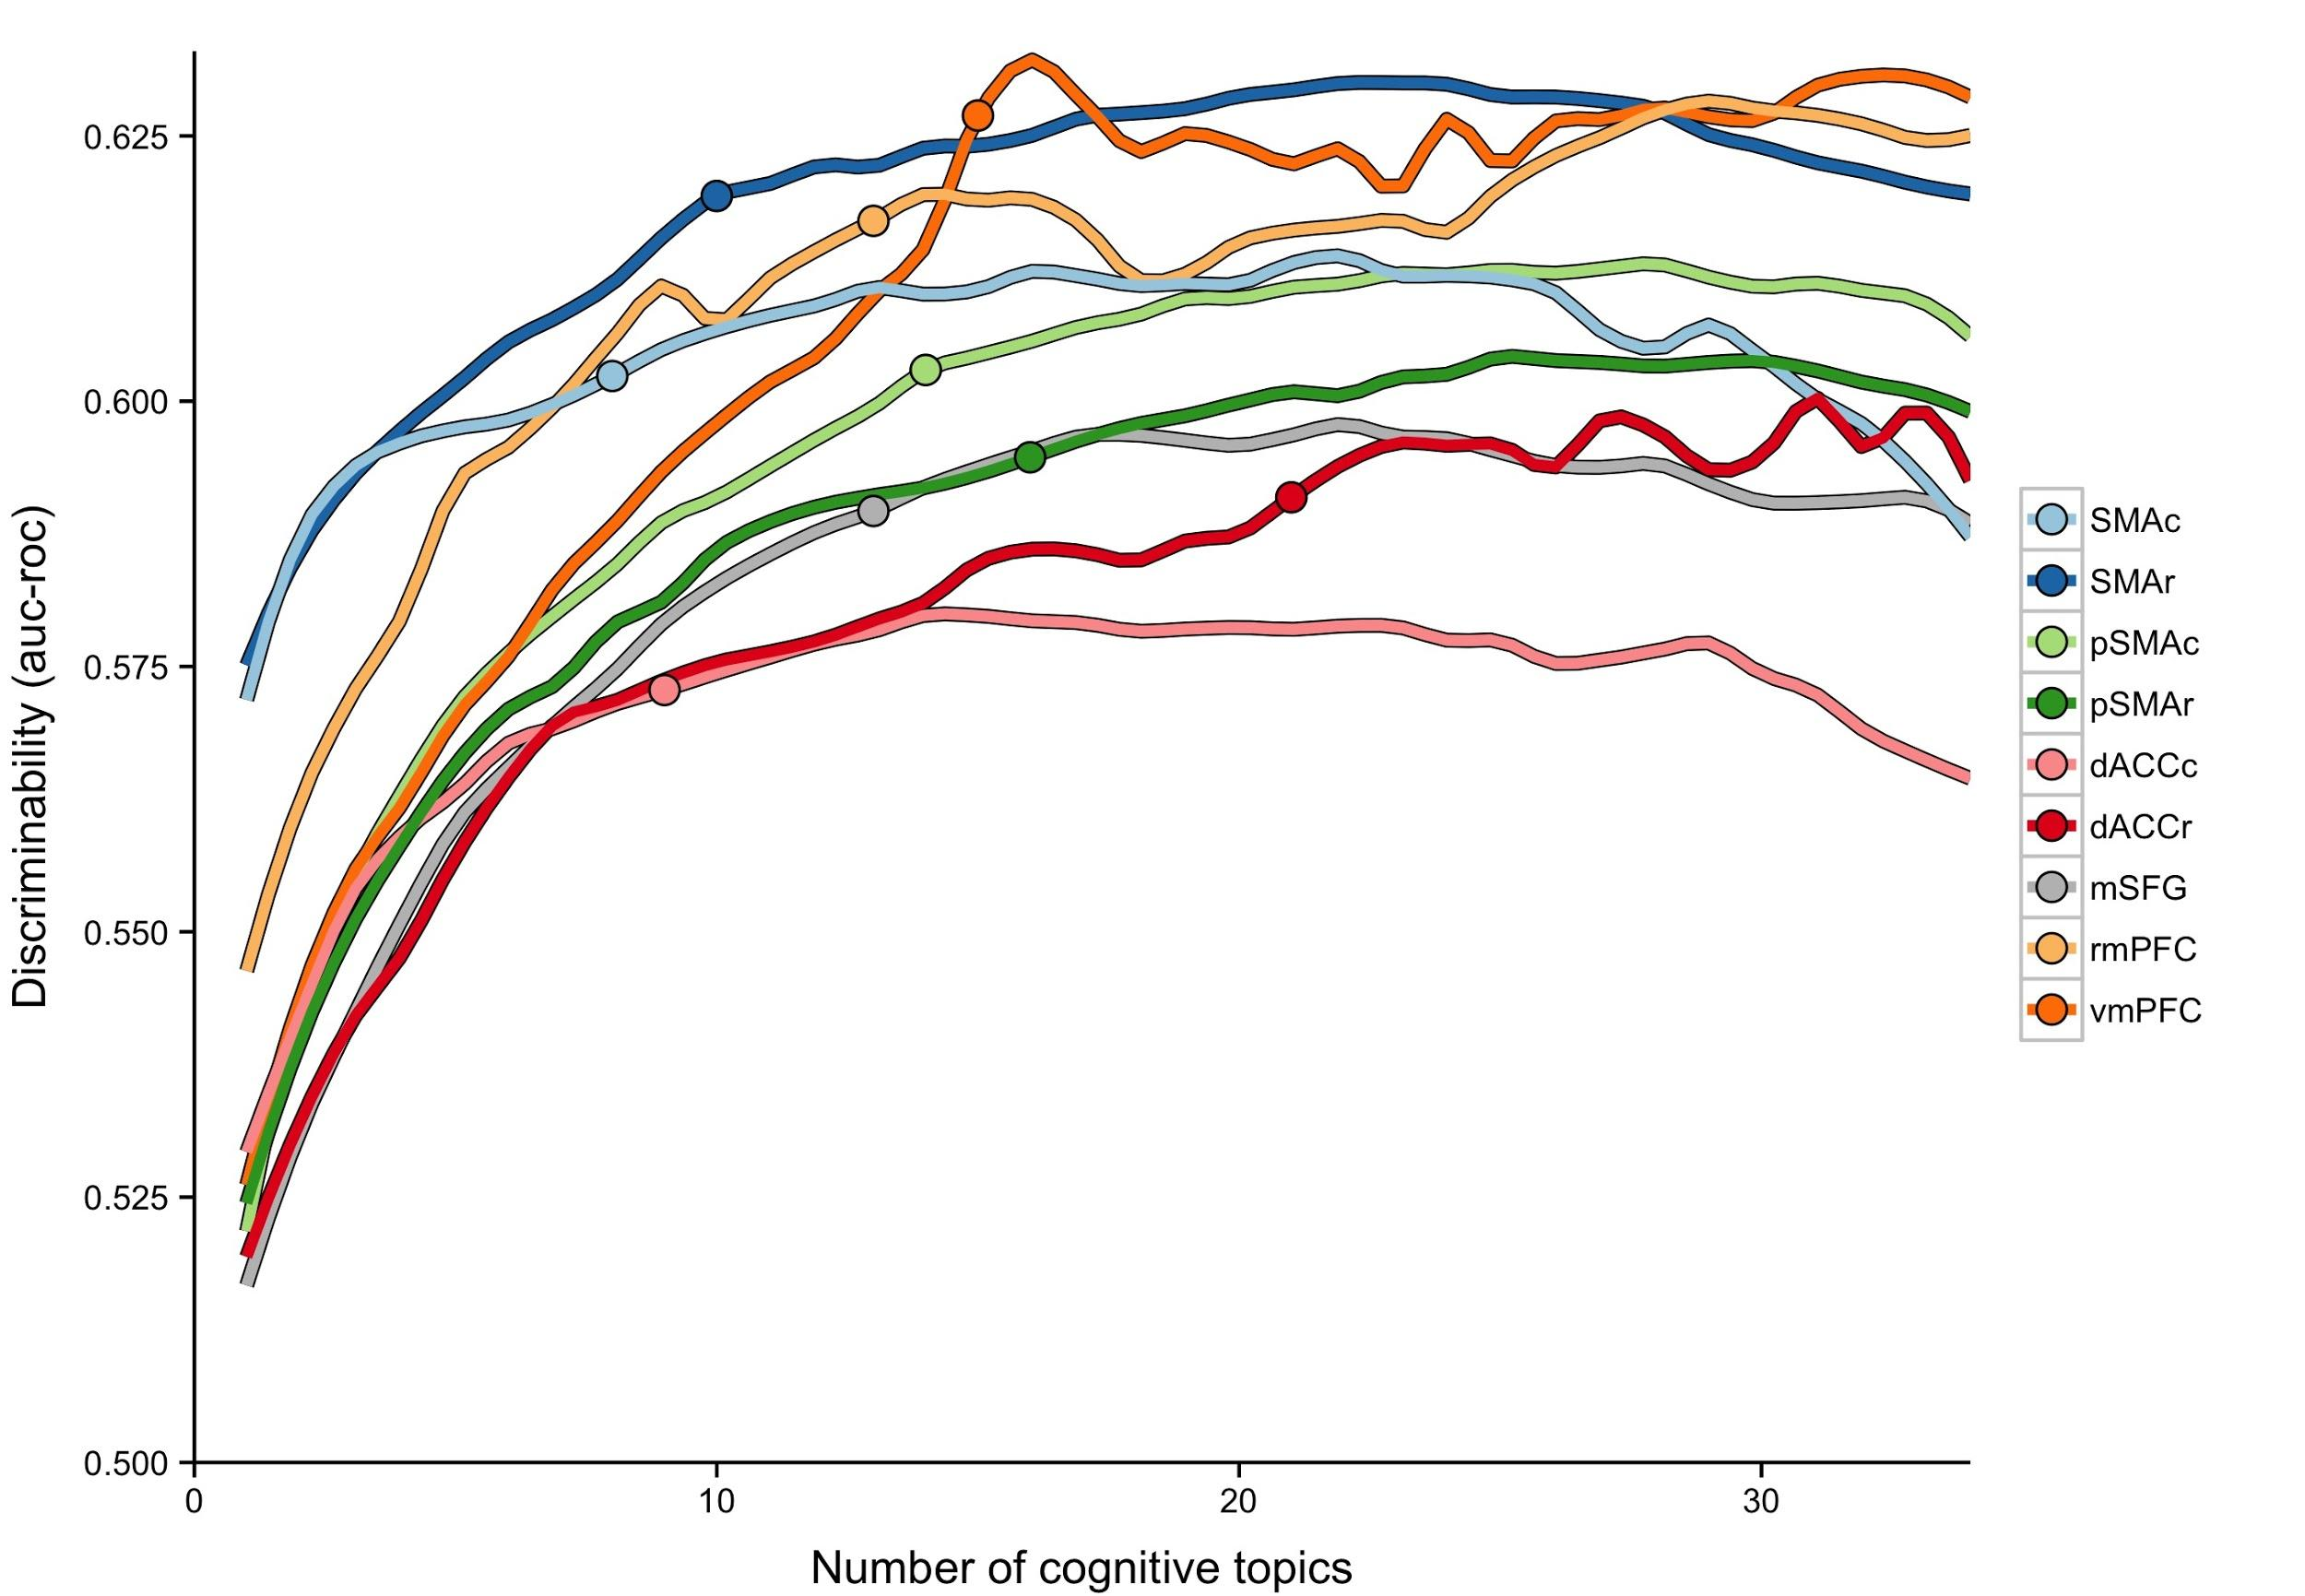 Discriminability (auc-roc)
0.625
0.600
0.575
0.550
0.525
0.500
0
10
20
30
Number of cognitive topics
SMAc
SMAr
pSMAc
pSMAr
dACCc
dACCr
mSFG
rmPFC
vmPFC